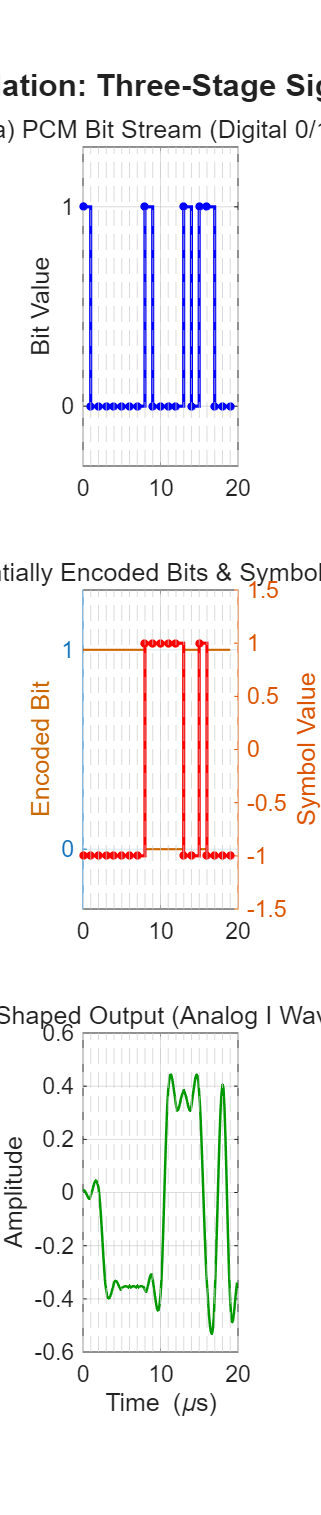 lation: Three-Stage Sig
a) PCM Bit Stream (Digital 0/1
1
0
Bit Value
0 10 20
ntially Encoded Bits & Symbol
1
0
Encoded Bit
1.5
1
0.5
0
-0.5
-1
-1.5
Symbol Value
0 10 20
Shaped Output (Analog I Wav
0.6
0.4
0.2
0
-0.2
-0.4
-0.6
Amplitude
0 10 20
Time (μs)